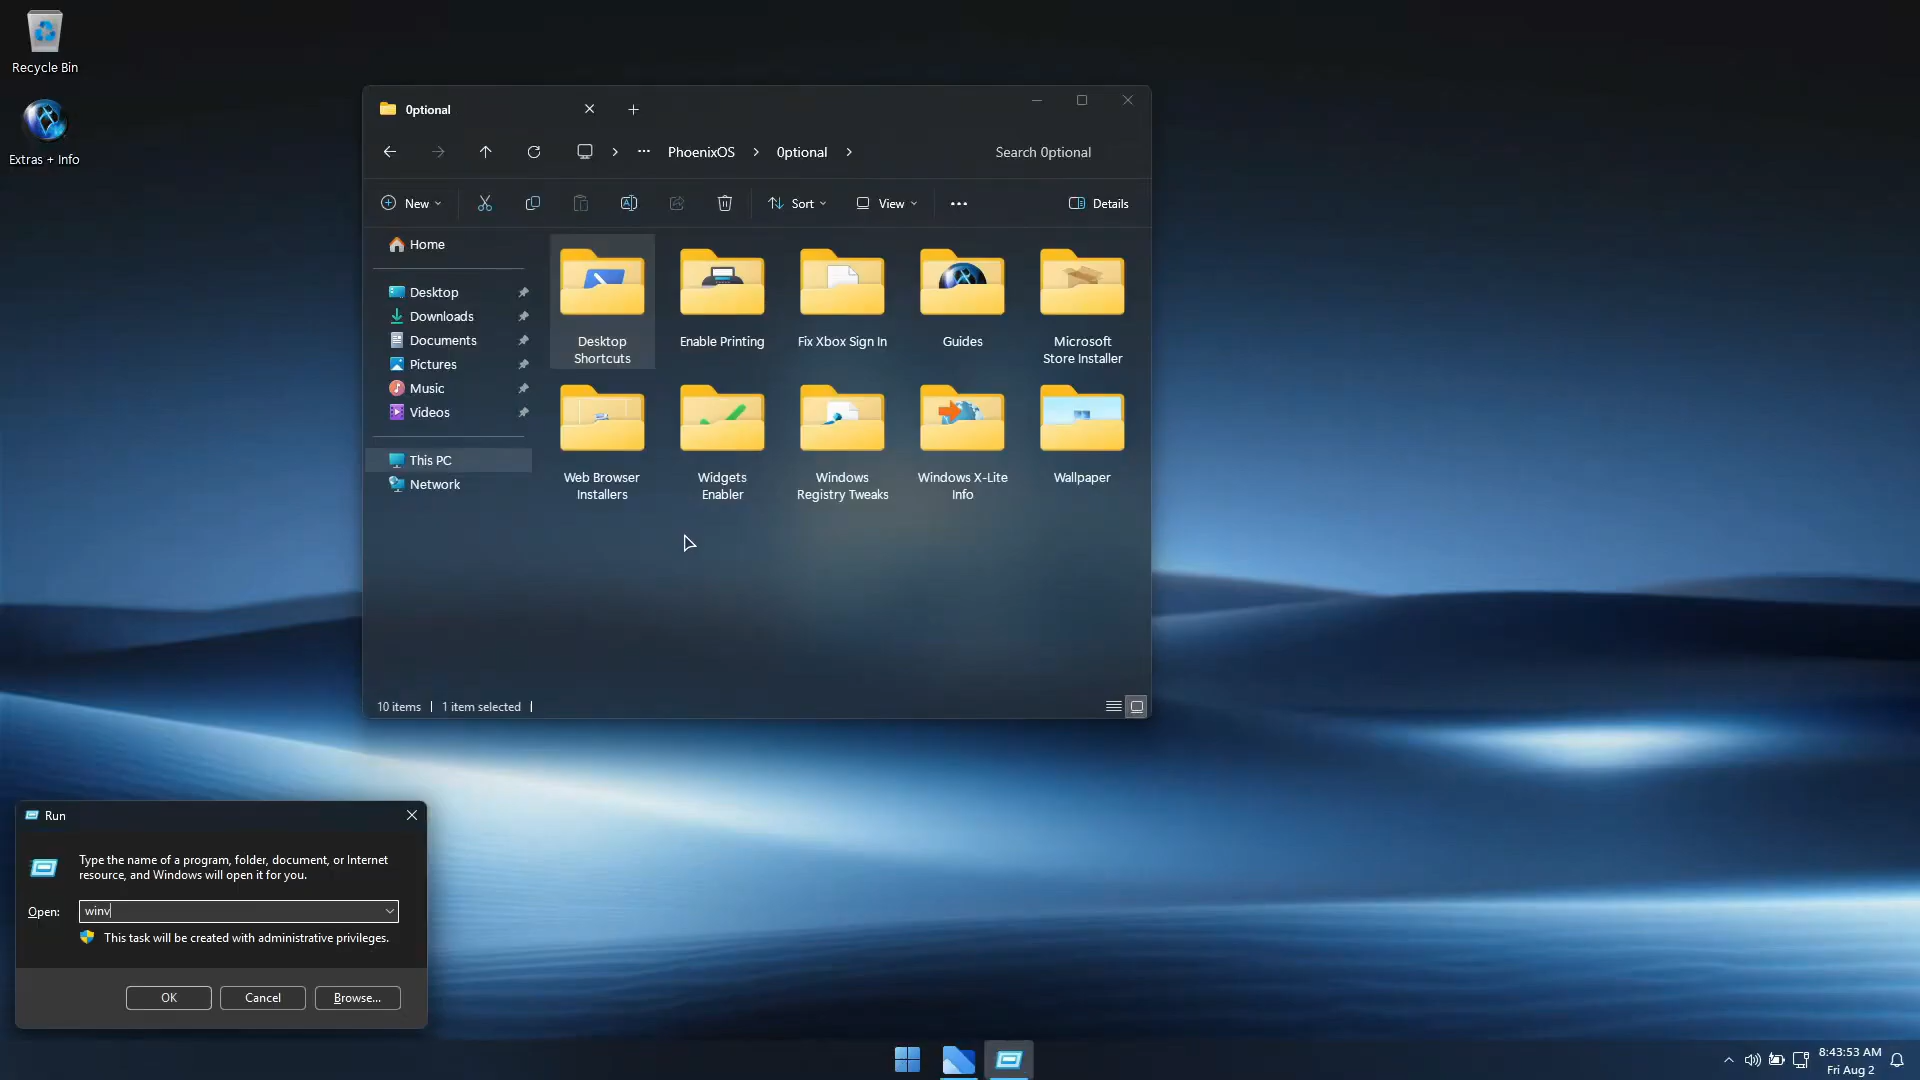 Recycle Bin
Extras + Info
0ptional
PhoenixOS
0ptional
Search 0ptional
New
Sort
View
Details
Home
Desktop
Downloads
Documents
Pictures
Music
Videos
This PC
Network
Desktop
Shortcuts
Enable Printing
Fix Xbox Sign In
Guides
Microsoft
Store Installer
Web Browser
Installers
Widgets
Enabler
Windows
Registry Tweaks
Windows X-Lite
Info
Wallpaper
10 items
1 item selected
Run
Type the name of a program, folder, document, or Internet
resource, and Windows will open it for you.
Open:
winv
This task will be created with administrative privileges.
OK
Cancel
Browse...
8:43:53 AM
Fri Aug 2